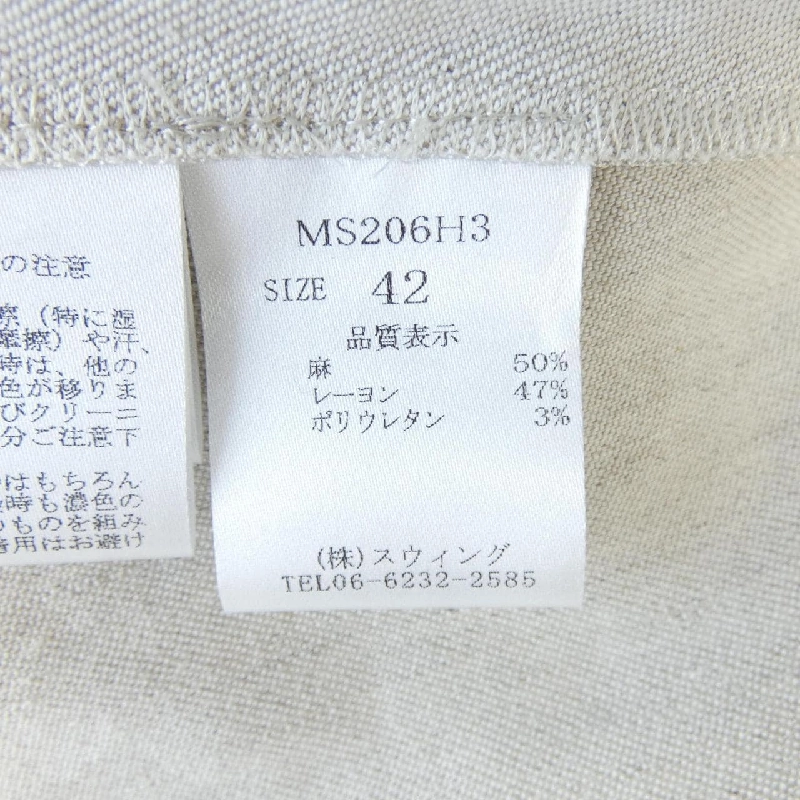 の注意
擦（特に湿
摩擦）や汗、
時は、他の
色が移りま
びクリーニ
分ご注意下
はもちろん
時も濃色の
のものを組み
着用はお避け
MS206H3
SIZE 42
品質表示
麻 50%
レーヨン 47%
ポリウレタン 3%
(株)スウィング
TEL06-6232-2585